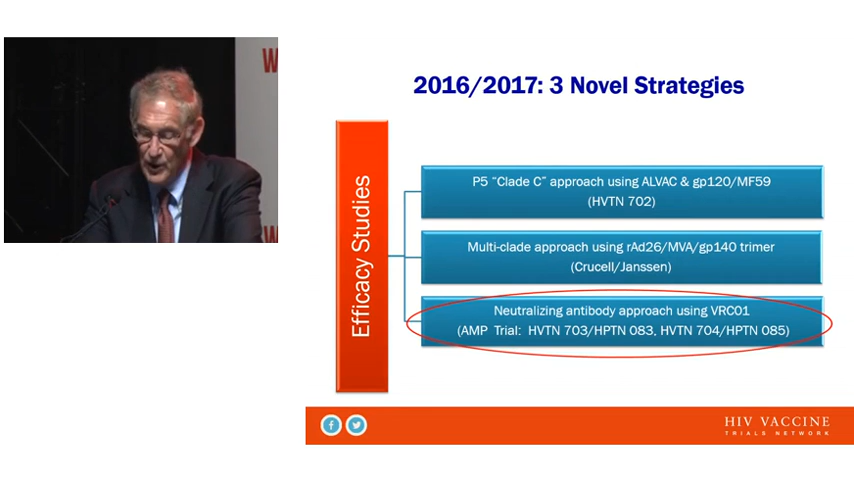 W
W
2016/2017: 3 Novel Strategies
Efficacy Studies
P5 “Clade C” approach using ALVAC & gp120/MF59
(HVTN 702)
Multi-clade approach using rAd26/MVA/gp140 trimer
(Crucell/Janssen)
Neutralizing antibody approach using VRC01
(AMP Trial: HVTN 703/HPTN 083, HVTN 704/HPTN 085)
HIV VACCINE
TRIALS NETWORK